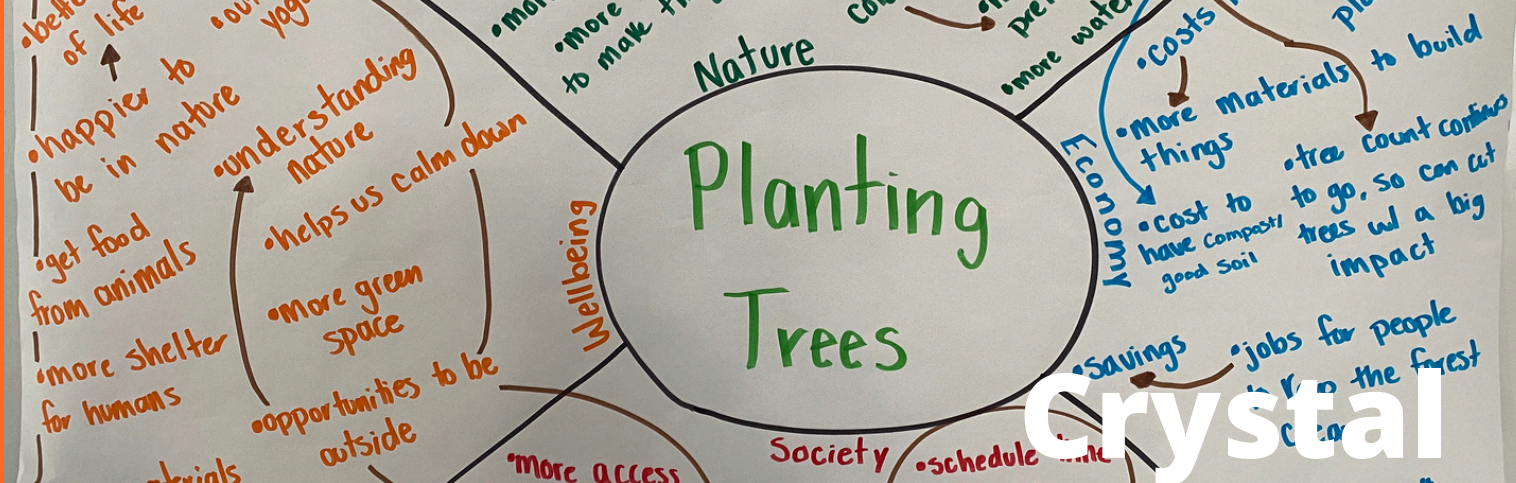 of life
happier to
be in nature
get food
from animals
more shelter
for humans
understanding
nature
helps us calm down
more green
space
opportunities to be
outside
Wellbeing
more
to make
Nature
more water
Planting
Trees
Economy
costs
more materials to build
things
tree count continues
to go, so can cut
trees w/ a big
impact
cost to
have compost/
good soil
savings
jobs for people
the forest
Society
more access
schedule
Crystal